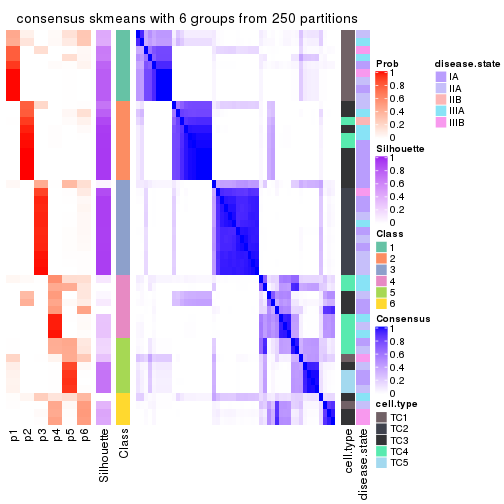 consensus skmeans with 6 groups from 250 partitions
Prob
1
0.8
0.6
0.4
0.2
0
disease.state
IA
IIA
IIB
IIIA
IIIB
Silhouette
1
0.8
0.6
0.4
0.2
0
Class
1
2
3
4
5
6
Consensus
1
0.8
0.6
0.4
0.2
0
cell.type
TC1
TC2
TC3
TC4
TC5
p1
p2
p3
p4
p5
p6
Silhouette
Class
cell.type
disease.state